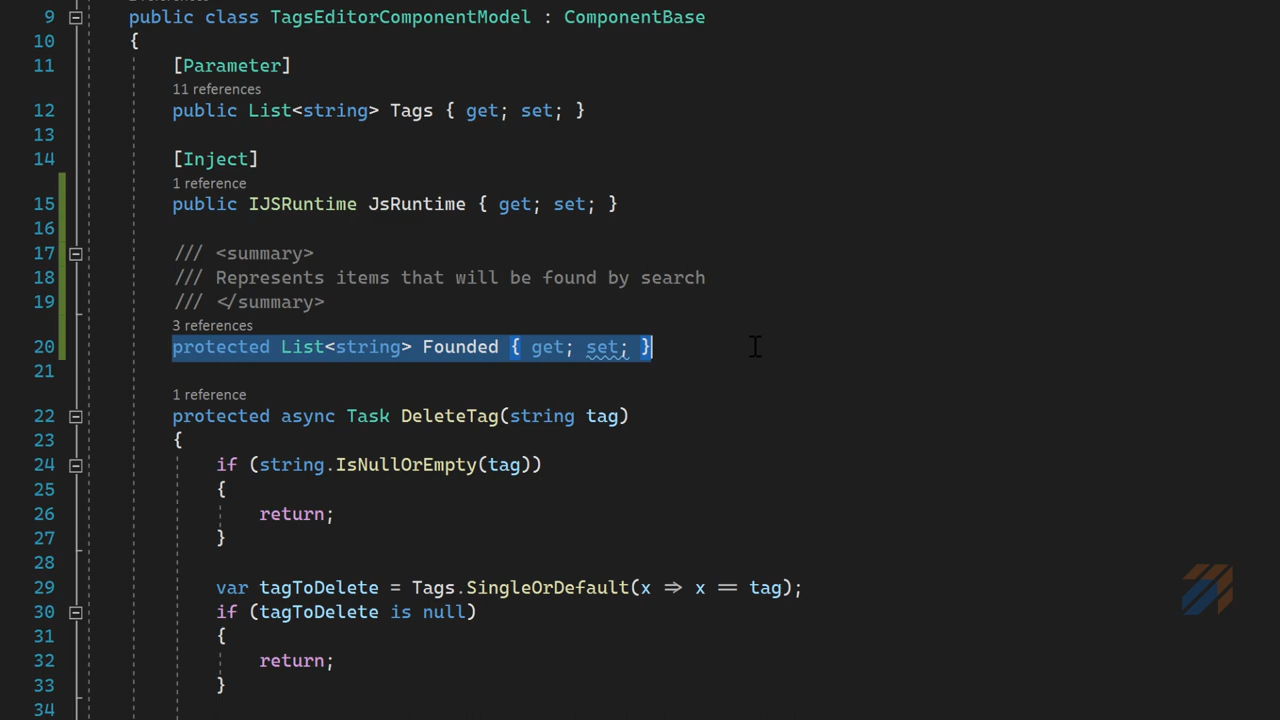 9 public class TagsEditorComponentModel : ComponentBase
10 {
11 [Parameter]
11 references
12 public List<string> Tags { get; set; }
13
14 [Inject]
1 reference
15 public IJSRuntime JsRuntime { get; set; }
16
17 /// <summary>
18 /// Represents items that will be found by search
19 /// </summary>
3 references
20 protected List<string> Founded { get; set; }
21
1 reference
22 protected async Task DeleteTag(string tag)
23 {
24 if (string.IsNullOrEmpty(tag))
25 {
26 return;
27 }
28
29 var tagToDelete = Tags.SingleOrDefault(x => x == tag);
30 if (tagToDelete is null)
31 {
32 return;
33 }
34